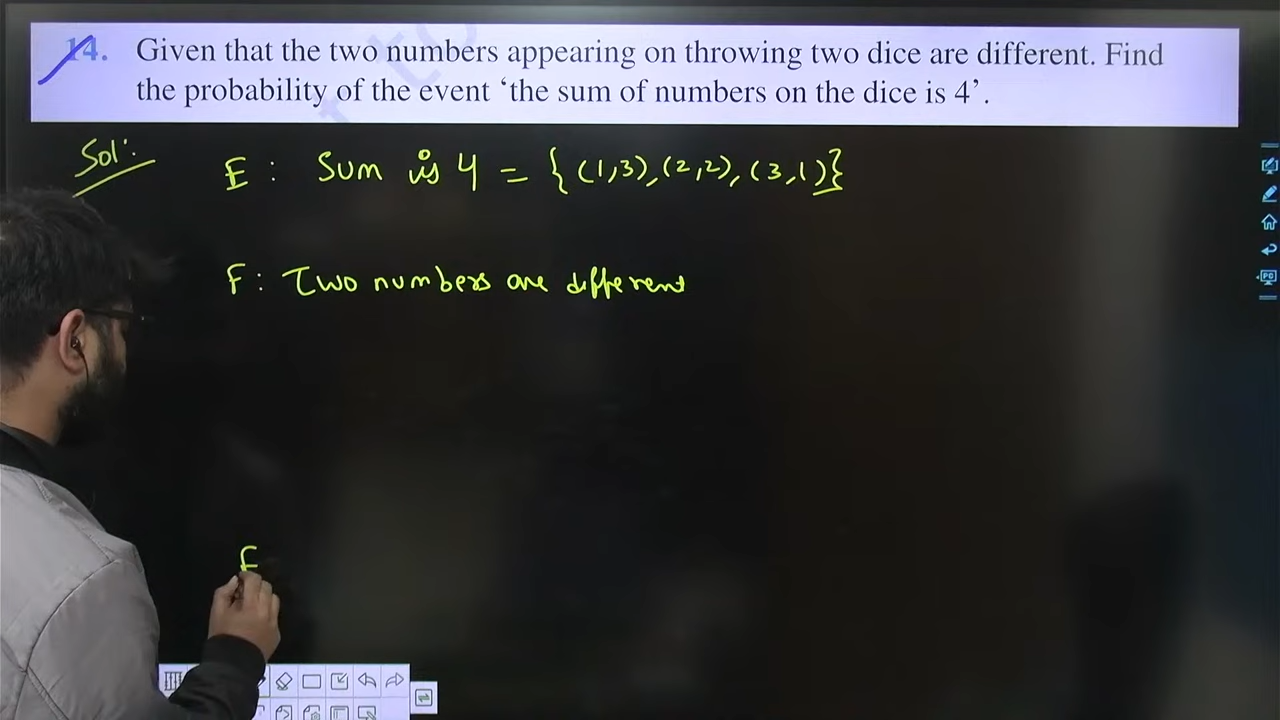 14. Given that the two numbers appearing on throwing two dice are different. Find
the probability of the event ‘the sum of numbers on the dice is 4’.
Sol:
E : Sum is 4 = {(1,3),(2,2),(3,1)}
F : Two numbers are different
PC